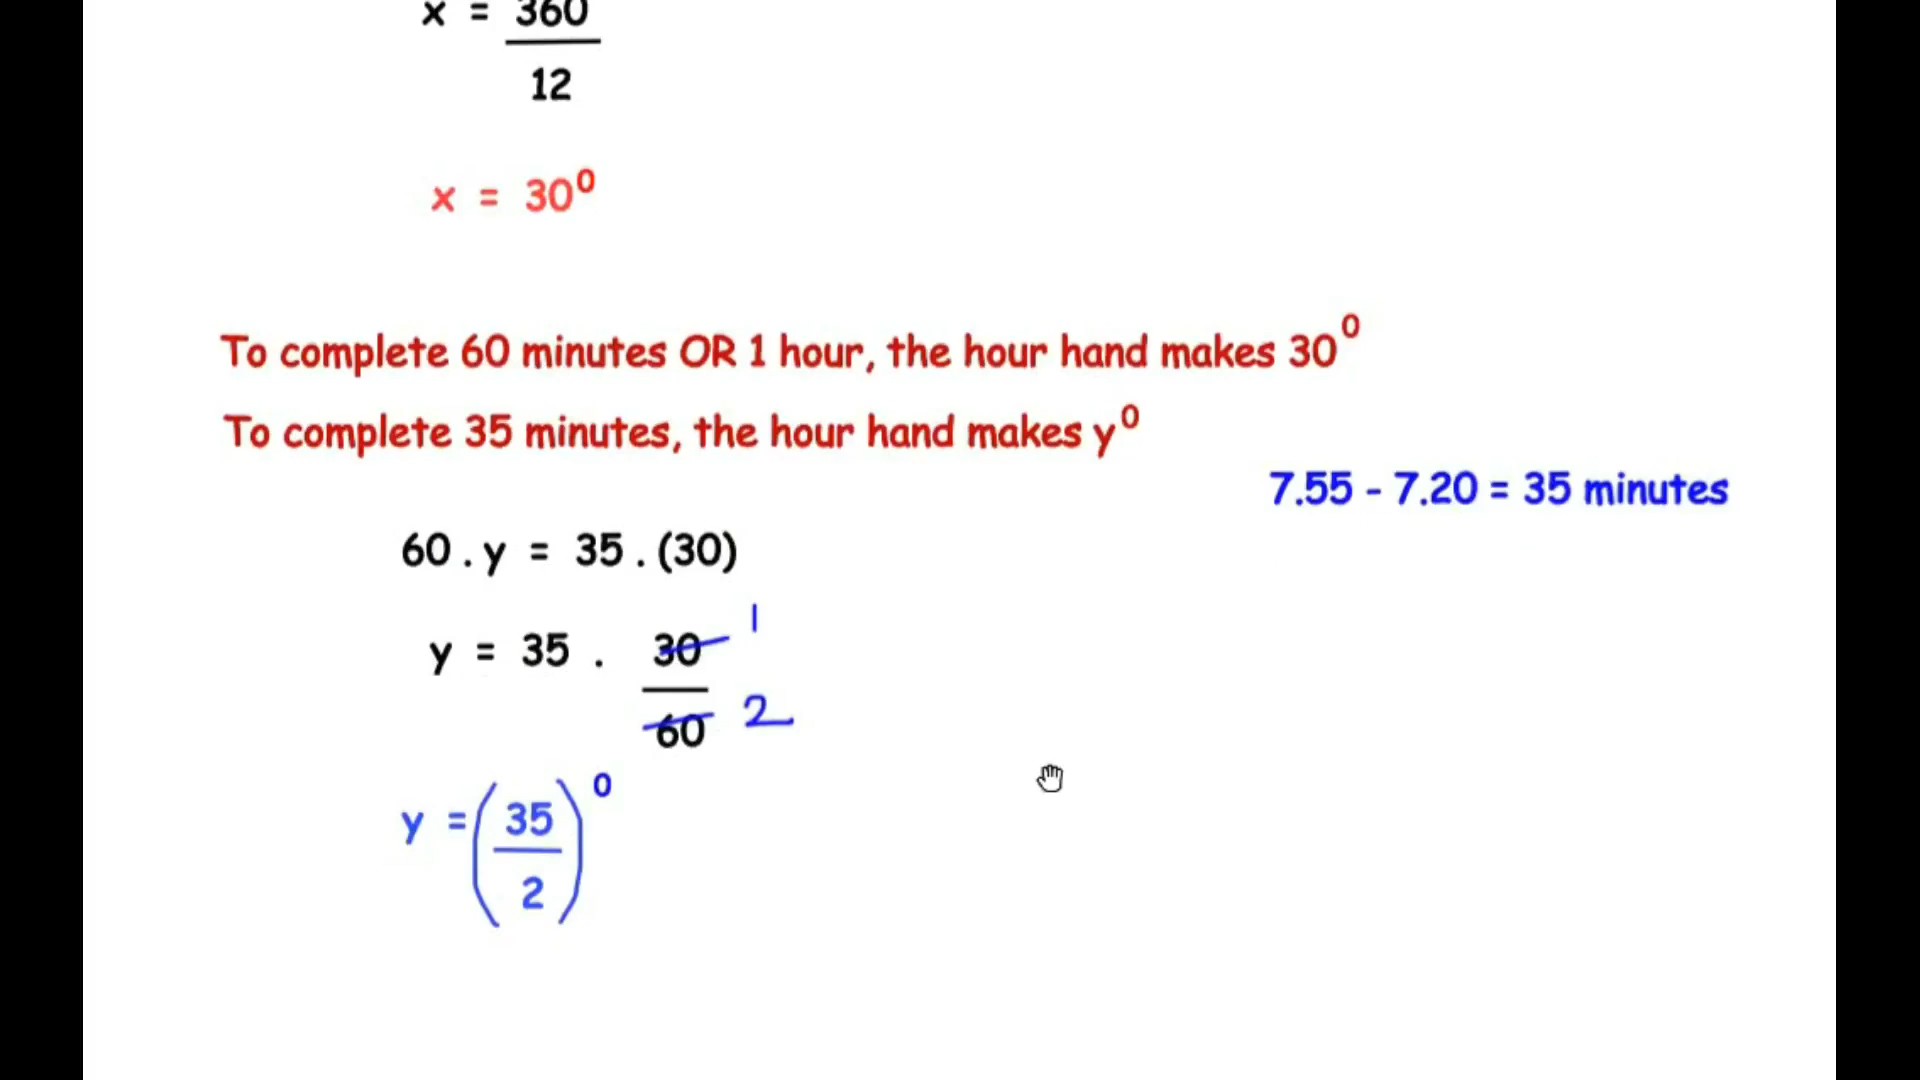 x = 360
12
x = 30⁰
To complete 60 minutes OR 1 hour, the hour hand makes 30⁰
To complete 35 minutes, the hour hand makes y⁰
7.55 - 7.20 = 35 minutes
60 . y = 35 . (30)
1
y = 35 . 30
60 2
y = (35)⁰
2